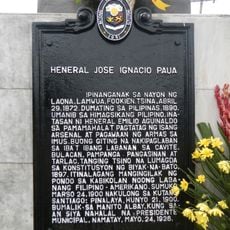 HENERAL JOSE IGNACIO PAUA
IPINANGANAK SA NAYON NG
LAONA, LAMWUA, FOOKIEN, TSINA, ABRIL
29, 1872. DUMATING SA PILIPINAS, 1890.
UMANIB SA HIMAGSIKANG PILIPINO. INA-
TASAN NI HENERAL EMILIO AGUINALDO
SA PAMAMAHALA T PAGTATAG NG ISANG
ARSENAL AT PAGAWAAN NG ARMAS SA
IMUS. BUONG GITING NA NAKIPAGLABAN
SA IBA'T IBANG LABANAN SA CAVITE,
BULACAN, PAMPANGA, PANGASINAN AT
TARLAC; TANGING TSINO NA LUMAGDA
SA KONSTITUSYON NG BIYAK-NA-BATO,
1897. ITINALAGANG MANGINGILAK NG
PONDO SA KABIKOLAN NOONG LABA-
NANG PILIPINO-AMERIKANO. SUMUKO
MARSO 24, 1900. NAKULONG SA KUTANG
SANTIAGO; PINALAYA, HUNYO 21, 1900.
BUMALIK SA MANITO, ALBAY, KUNG SA-
AN SIYA NAHALAL NA PRESIDENTE
MUNICIPAL. NAMATAY, MAYO 24, 1926.